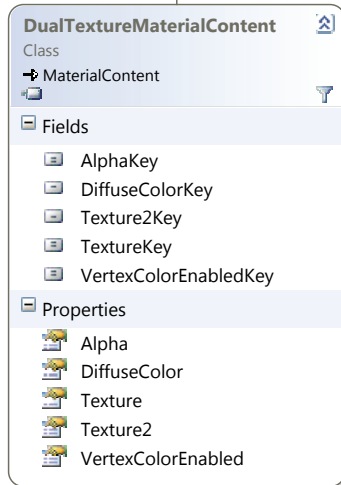 DualTextureMaterialContent
Class
MaterialContent
Fields
AlphaKey
DiffuseColorKey
Texture2Key
TextureKey
VertexColorEnabledKey
Properties
Alpha
DiffuseColor
Texture
Texture2
VertexColorEnabled